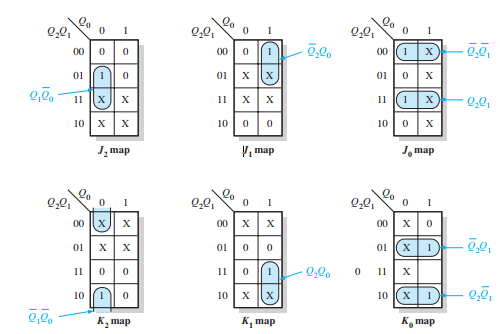 Q₀
Q₂Q₁ 0 1
00 0 0
01 1 0
11 X X
10 X X
Q₁Q̄₀
J₂ map
Q₀
Q₂Q₁ 0 1
00 0 1
01 X X
11 X X
10 0 0
Q̄₂Q₀
J₁ map
Q₀
Q₂Q₁ 0 1
00 1 X Q̄₂Q̄₁
01 0 X
11 1 X Q₂Q₁
10 0 X
J₀ map
Q₀
Q₂Q₁ 0 1
00 X X
01 X X
11 0 0
10 1 0
Q̄₁Q̄₀
K₂ map
Q₀
Q₂Q₁ 0 1
00 X X
01 0 0
11 0 1 Q₂Q₀
10 X X
K₁ map
Q₀
Q₂Q₁ 0 1
00 X 0
01 X 1 Q̄₂Q₁
0 11 X
10 X 1 Q₂Q̄₁
K₀ map